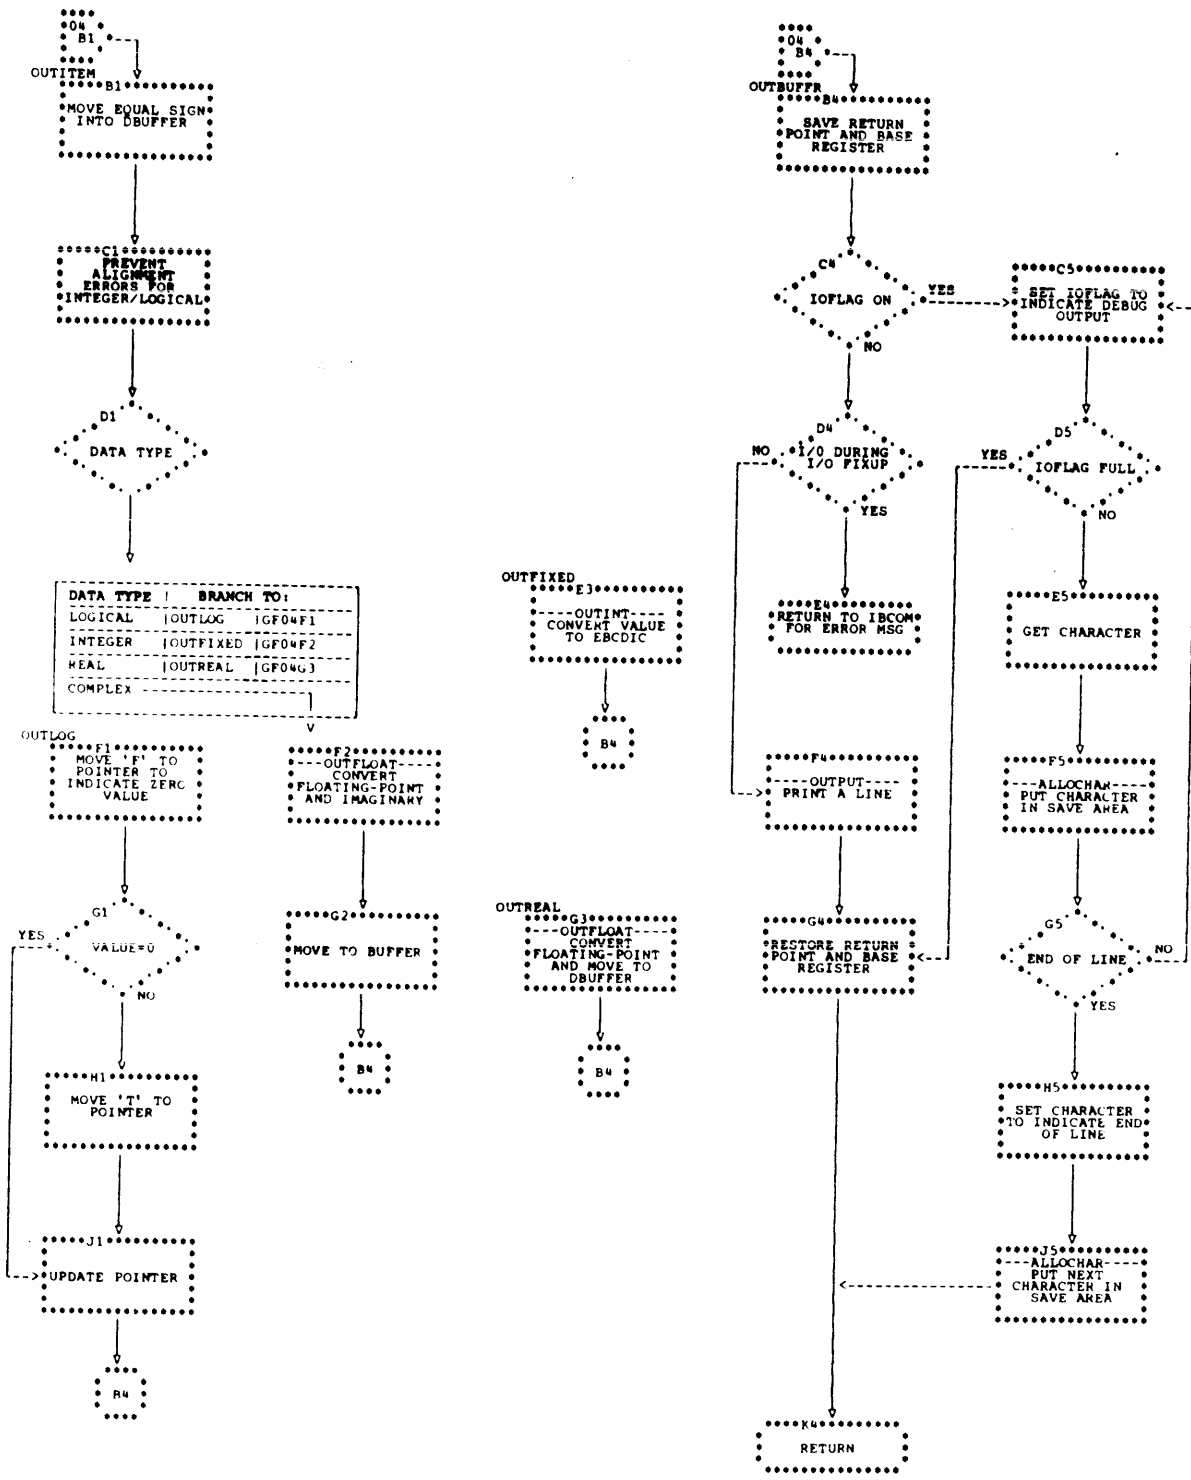 04
B1
OUTITEM
B1
MOVE EQUAL SIGN
INTO DBUFFER
C1
PREVENT
ALIGNMENT
ERRORS FOR
INTEGER/LOGICAL
D1
DATA TYPE
DATA TYPE | BRANCH TO:
LOGICAL |OUTLOG |GF04F1
INTEGER |OUTFIXED |GF04F2
REAL |OUTREAL |GF04G3
COMPLEX
OUTLOG
F1
MOVE 'F' TO
POINTER TO
INDICATE ZERO
VALUE
G1
YES
VALUE=0
NO
H1
MOVE 'T' TO
POINTER
J1
UPDATE POINTER
B4
F2
OUTFLOAT
CONVERT
FLOATING-POINT
AND IMAGINARY
G2
MOVE TO BUFFER
B4
OUTFIXED
E3
OUTINT
CONVERT VALUE
TO EBCDIC
B4
OUTREAL
G3
OUTFLOAT
CONVERT
FLOATING-POINT
AND MOVE TO
DBUFFER
B4
04
B4
OUTBUFFR
B4
SAVE RETURN
POINT AND BASE
REGISTER
C4
IOFLAG ON
YES
NO
D4
NO
I/O DURING
I/O FIXUP
YES
E4
RETURN TO IBCOM
FOR ERROR MSG
F4
OUTPUT
PRINT A LINE
G4
RESTORE RETURN
POINT AND BASE
REGISTER
K4
RETURN
C5
SET IOFLAG TO
INDICATE DEBUG
OUTPUT
D5
YES
IOFLAG FULL
NO
E5
GET CHARACTER
F5
ALLOCHAR
PUT CHARACTER
IN SAVE AREA
G5
END OF LINE
NO
YES
H5
SET CHARACTER
TO INDICATE END
OF LINE
J5
ALLOCHAR
PUT NEXT
CHARACTER IN
SAVE AREA